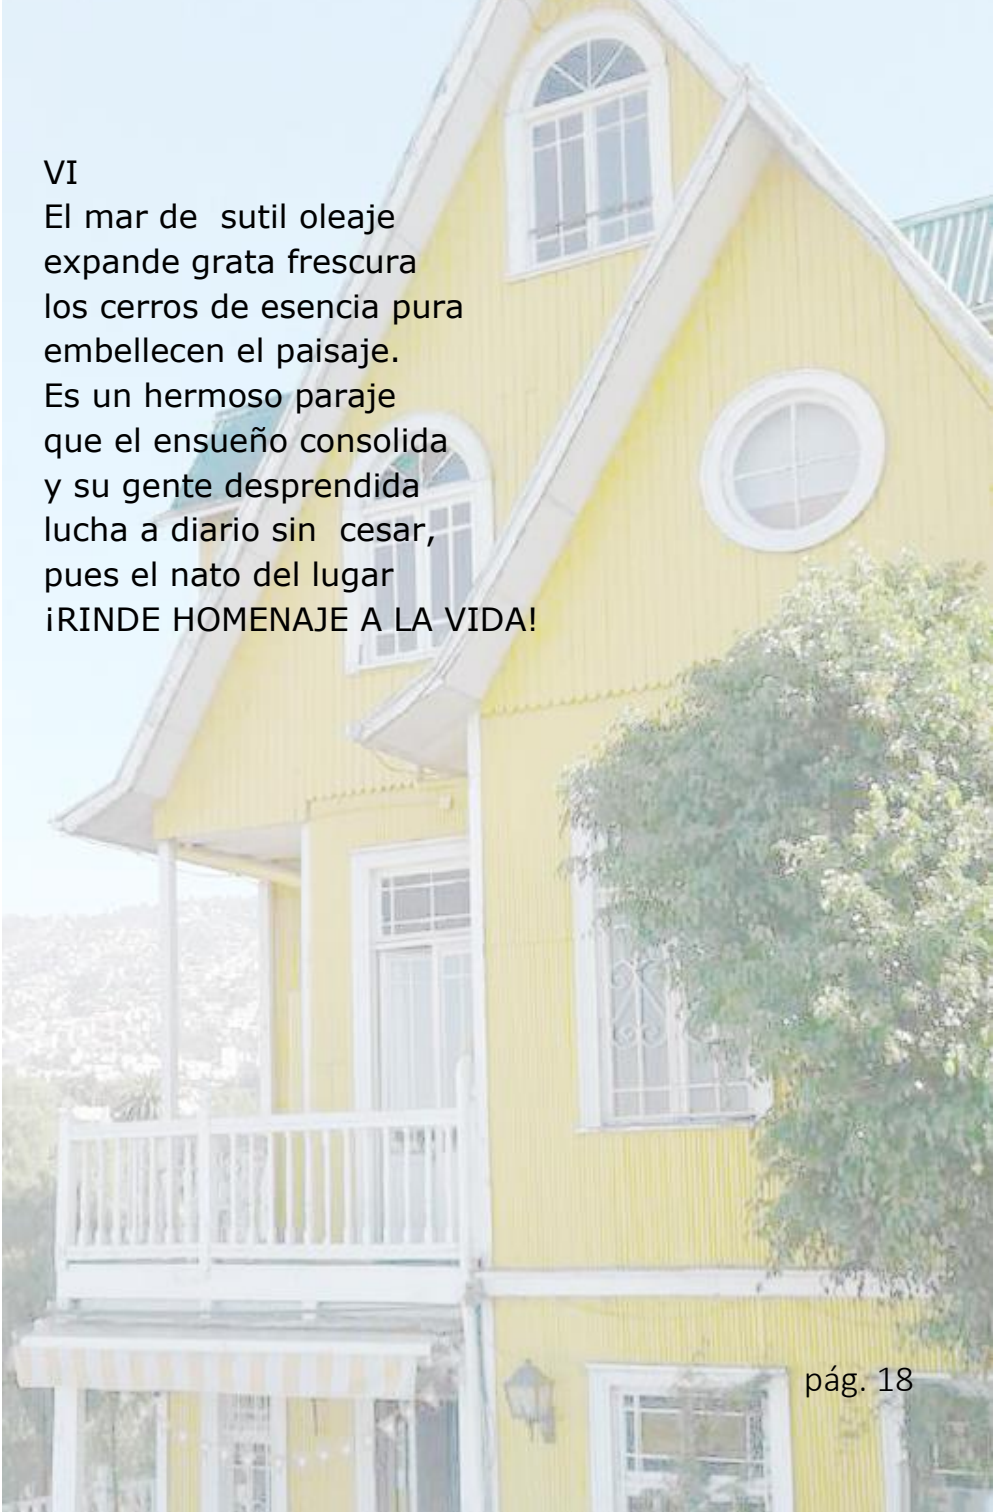 VI
El mar de  sutil oleaje
expande grata frescura
los cerros de esencia pura
embellecen el paisaje.
Es un hermoso paraje
que el ensueño consolida
y su gente desprendida
lucha a diario sin  cesar,
pues el nato del lugar
¡RINDE HOMENAJE A LA VIDA!
pág. 18